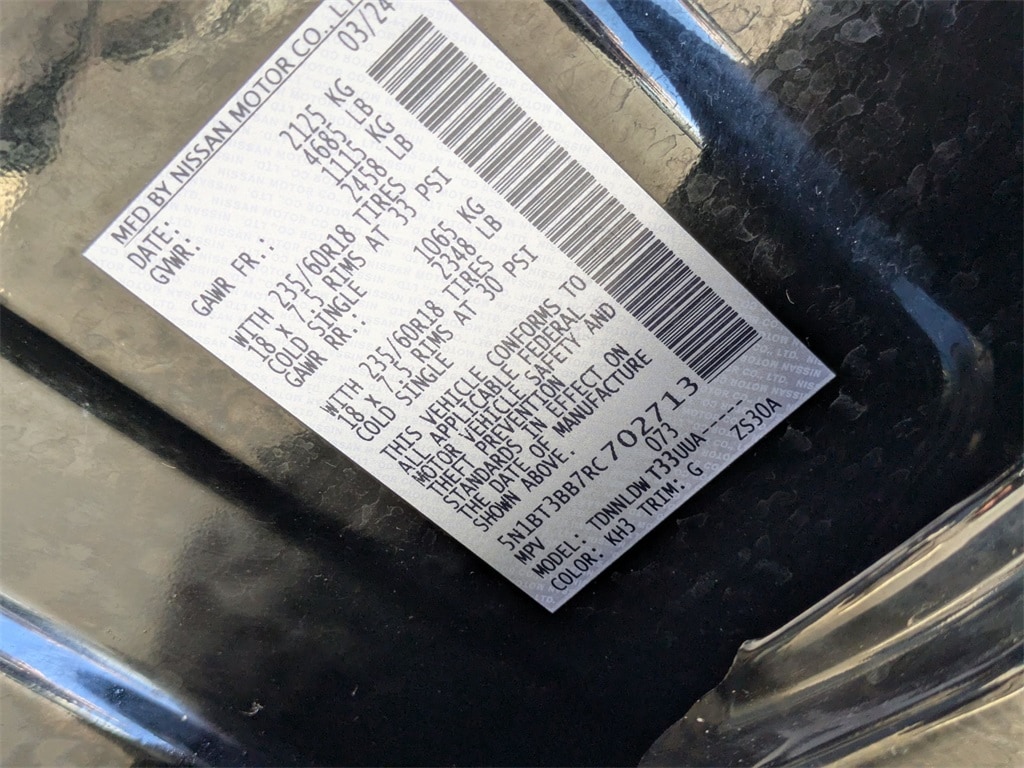 MFD BY NISSAN MOTOR CO., LT
DATE: 03/24
GVWR: 2125 KG
4685 LB
GAWR FR.: 1115 KG
2458 LB
WITH 235/60R18 TIRES
18 X 7.5 RIMS AT 33 PSI
COLD SINGLE
GAWR RR.: 1065 KG
2348 LB
WITH 235/60R18 TIRES
18 X 7.5 RIMS AT 30 PSI
COLD SINGLE
THIS VEHICLE CONFORMS TO
ALL APPLICABLE FEDERAL
MOTOR VEHICLE SAFETY AND
THEFT PREVENTION
STANDARDS IN EFFECT ON
THE DATE OF MANUFACTURE
SHOWN ABOVE.
5N1BT3BB7RC702713
MPV 073
MODEL: TDNNLDWT33UUA-----
COLOR: KH3 TRIM: G ZS30A